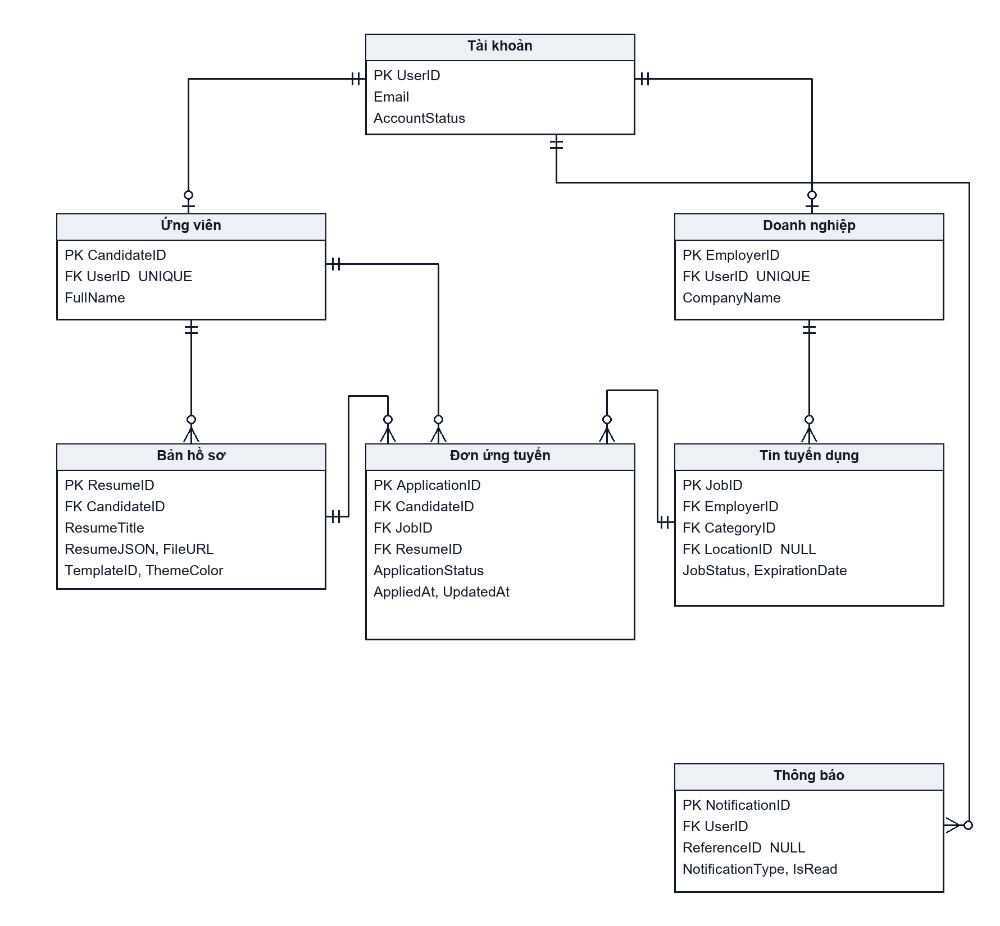 Tài khoản
PK UserID
Email
AccountStatus
Ứng viên
PK CandidateID
FK UserID  UNIQUE
FullName
Doanh nghiệp
PK EmployerID
FK UserID  UNIQUE
CompanyName
Bản hồ sơ
PK ResumeID
FK CandidateID
ResumeTitle
ResumeJSON, FileURL
TemplateID, ThemeColor
Đơn ứng tuyển
PK ApplicationID
FK CandidateID
FK JobID
FK ResumeID
ApplicationStatus
AppliedAt, UpdatedAt
Tin tuyển dụng
PK JobID
FK EmployerID
FK CategoryID
FK LocationID  NULL
JobStatus, ExpirationDate
Thông báo
PK NotificationID
FK UserID
ReferenceID  NULL
NotificationType, IsRead